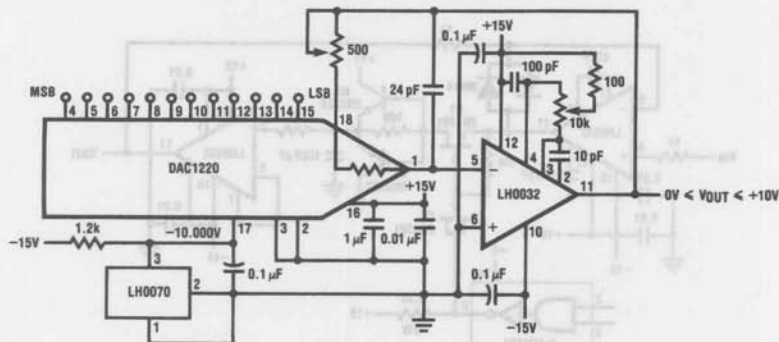 +15V
0.1 μF
500
100 pF
100
24 pF
MSB
LSB
4 5 6 7 8 9 10 11 12 13 14 15
18
10k
12
4
3
2
10 pF
DAC1220
1
5
−
LH0032
11
0V < VOUT < +10V
+15V
16
6
+
10
−10.000V
17
3
2
1 μF
0.01 μF
−15V
1.2k
0.1 μF
0.1 μF
3
LH0070
2
1
−15V